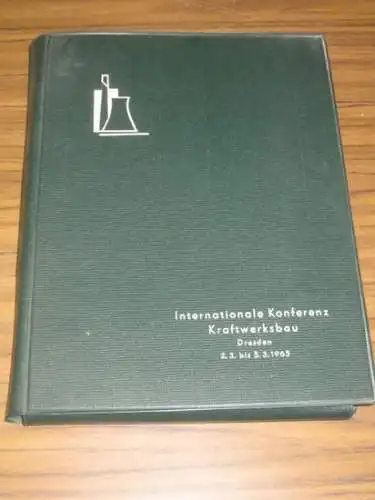 Internationale Konferenz
Kraftwerksbau
Dresden
2.3. bis 5.3.1965